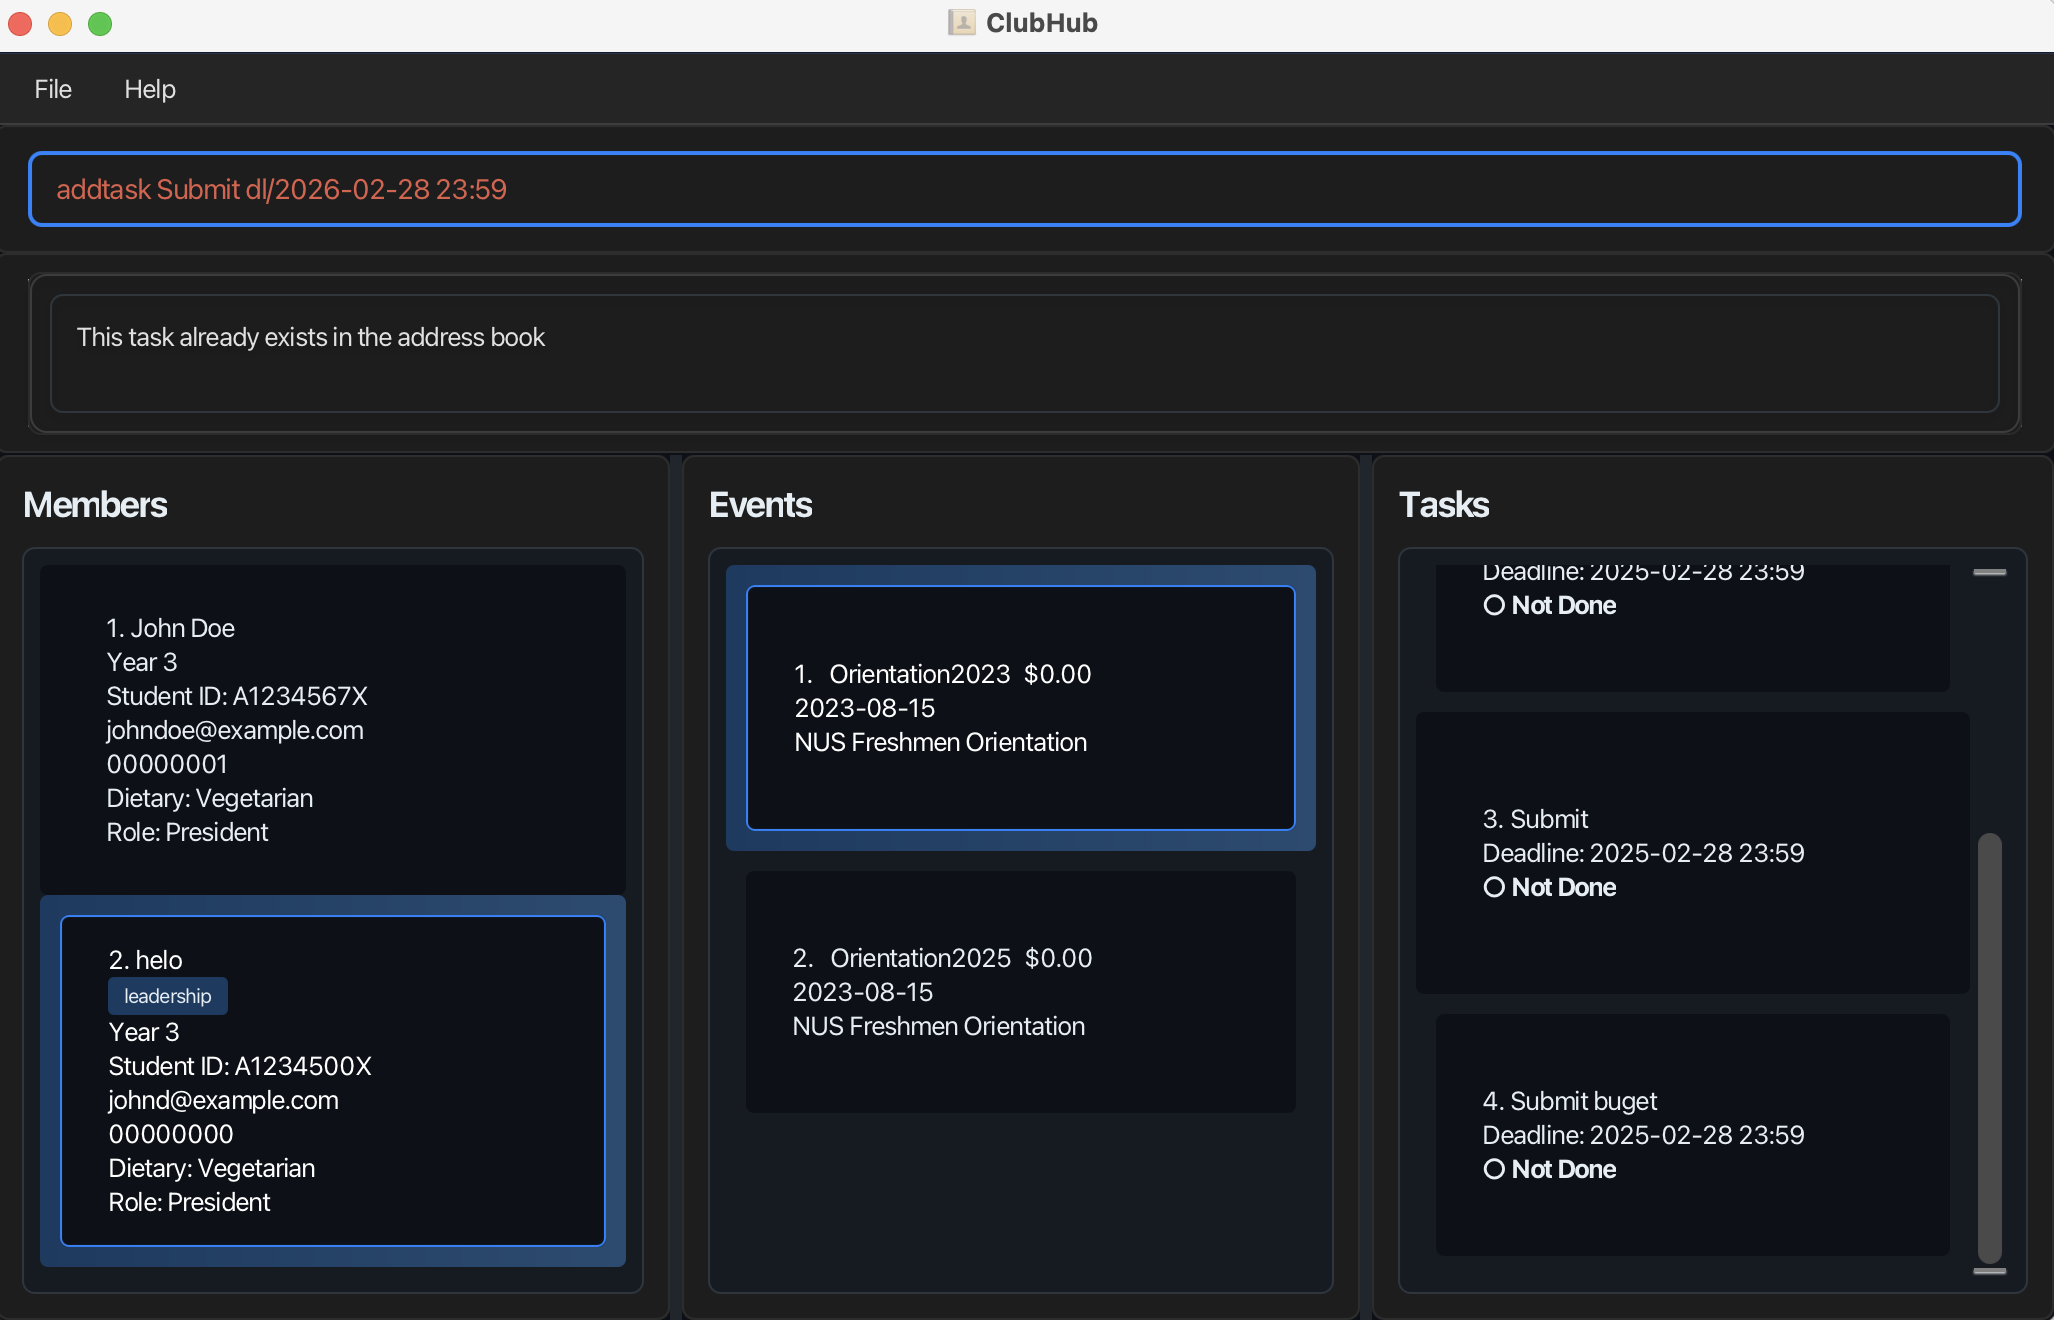 ClubHub
File Help
addtask Submit dl/2026-02-28 23:59
This task already exists in the address book
Members
1. John Doe
Year 3
Student ID: A1234567X
johndoe@example.com
00000001
Dietary: Vegetarian
Role: President
2. helo
leadership
Year 3
Student ID: A1234500X
johnd@example.com
00000000
Dietary: Vegetarian
Role: President
Events
1. Orientation2023 $0.00
2023-08-15
NUS Freshmen Orientation
2. Orientation2025 $0.00
2023-08-15
NUS Freshmen Orientation
Tasks
Deadline: 2025-02-28 23:59
Not Done
3. Submit
Deadline: 2025-02-28 23:59
Not Done
4. Submit buget
Deadline: 2025-02-28 23:59
Not Done